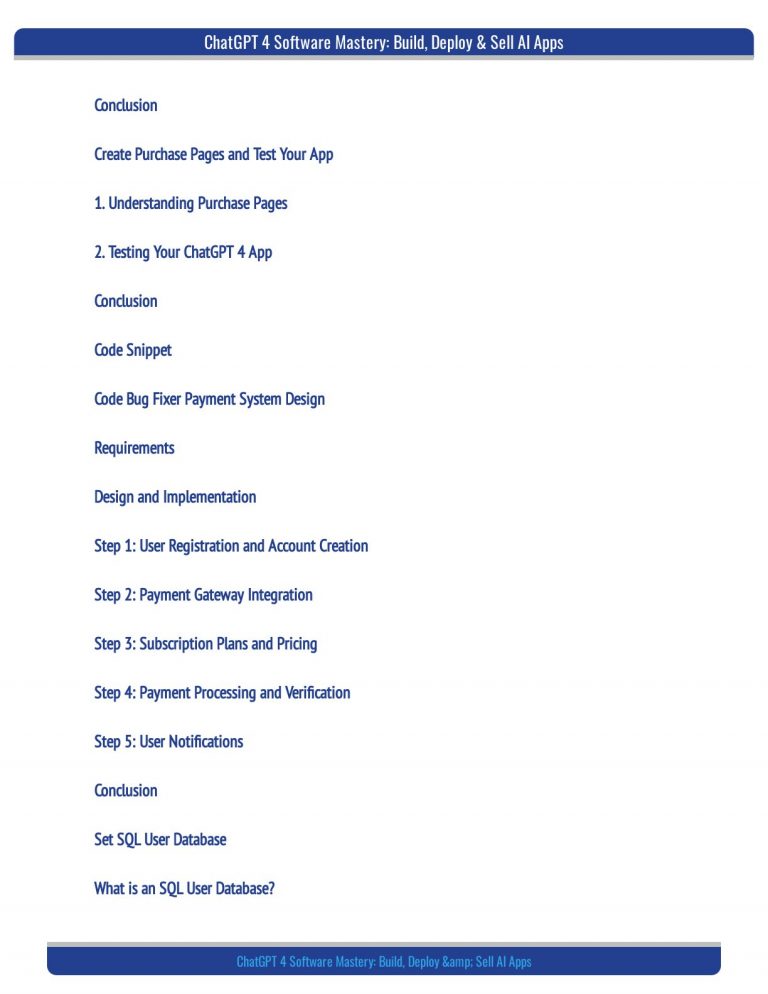 ChatGPT 4 Software Mastery: Build, Deploy & Sell AI Apps
Conclusion
Create Purchase Pages and Test Your App
1. Understanding Purchase Pages
2. Testing Your ChatGPT 4 App
Conclusion
Code Snippet
Code Bug Fixer Payment System Design
Requirements
Design and Implementation
Step 1: User Registration and Account Creation
Step 2: Payment Gateway Integration
Step 3: Subscription Plans and Pricing
Step 4: Payment Processing and Verification
Step 5: User Notifications
Conclusion
Set SQL User Database
What is an SQL User Database?
ChatGPT 4 Software Mastery: Build, Deploy &amp; Sell AI Apps